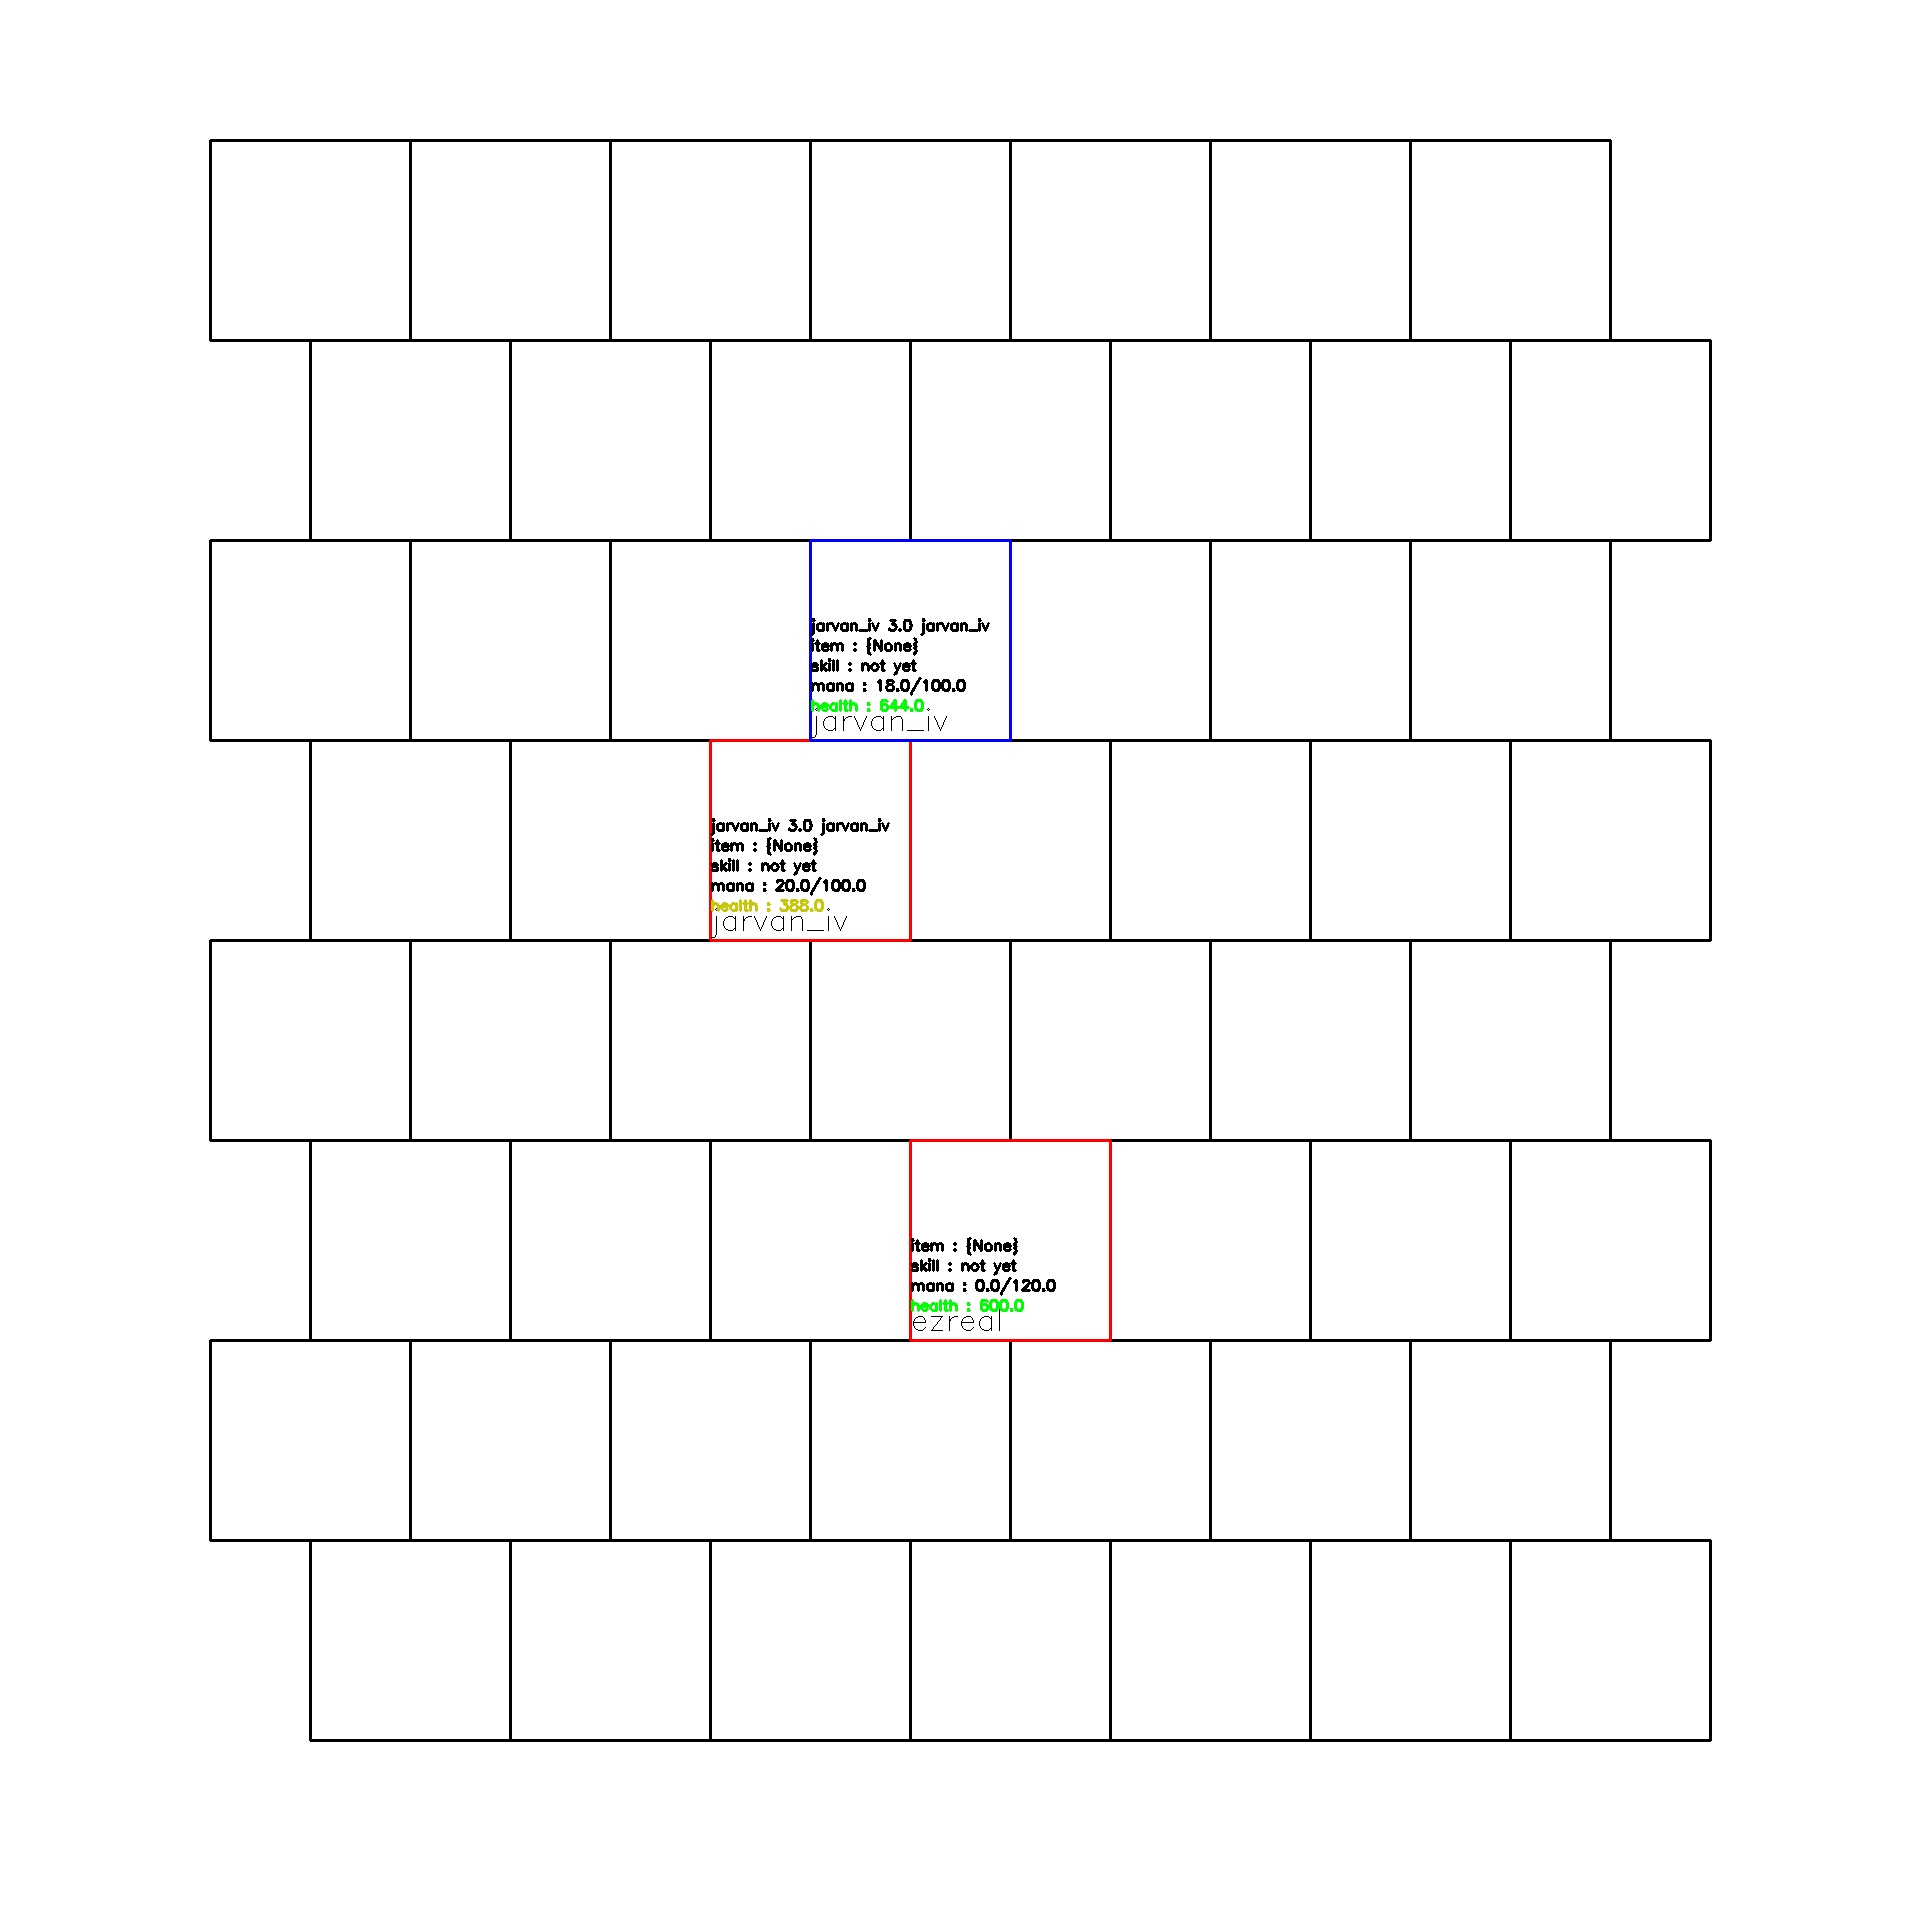 jarvan_iv 3.0 jarvan_iv
item : {None}
skill : not yet
mana : 18.0/100.0
health : 644.0
jarvan_iv
jarvan_iv 3.0 jarvan_iv
item : {None}
skill : not yet
mana : 20.0/100.0
health : 388.0
jarvan_iv
item : {None}
skill : not yet
mana : 0.0/120.0
health : 600.0
ezreal